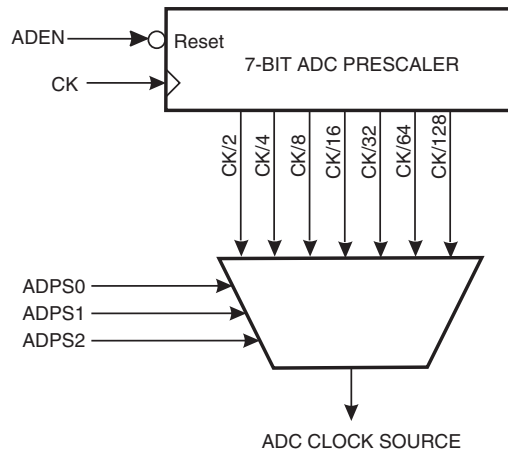 ADEN
Reset
7-BIT ADC PRESCALER
CK
CK/2
CK/4
CK/8
CK/16
CK/32
CK/64
CK/128
ADPS0
ADPS1
ADPS2
ADC CLOCK SOURCE